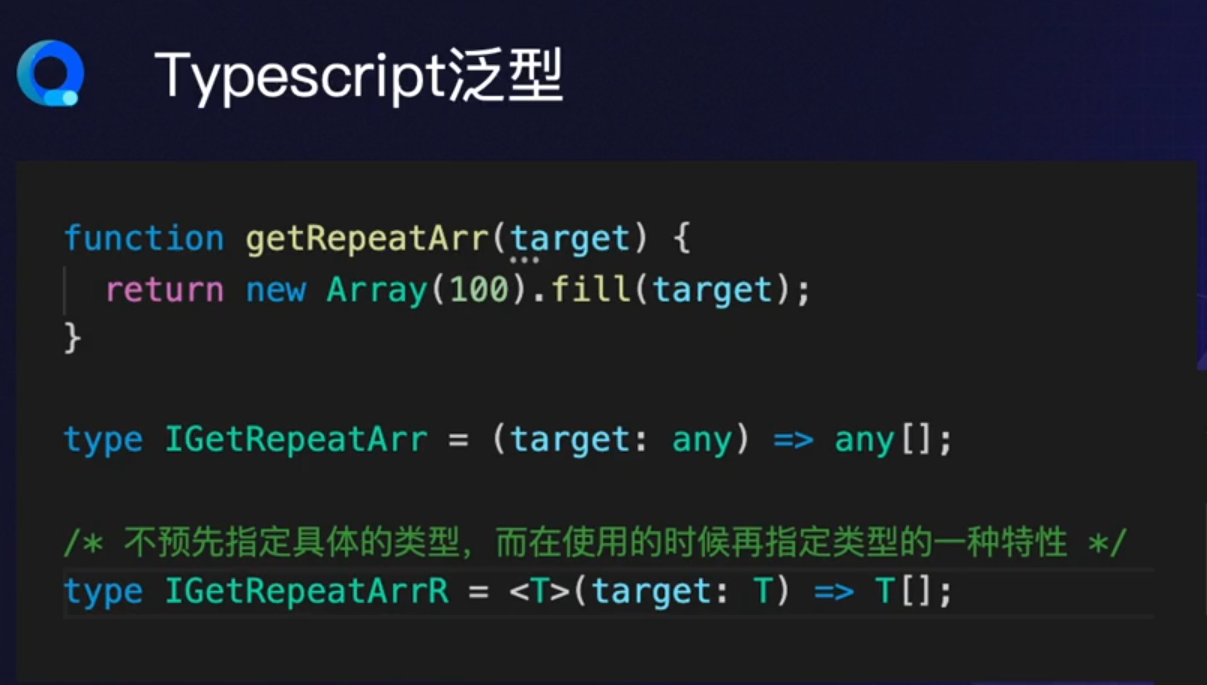 Typescript泛型
function getRepeatArr(target) {
return new Array(100).fill(target);
}
type IGetRepeatArr = (target: any) => any[];
/* 不预先指定具体的类型，而在使用的时候再指定类型的一种特性 */
type IGetRepeatArrR = <T>(target: T) => T[];